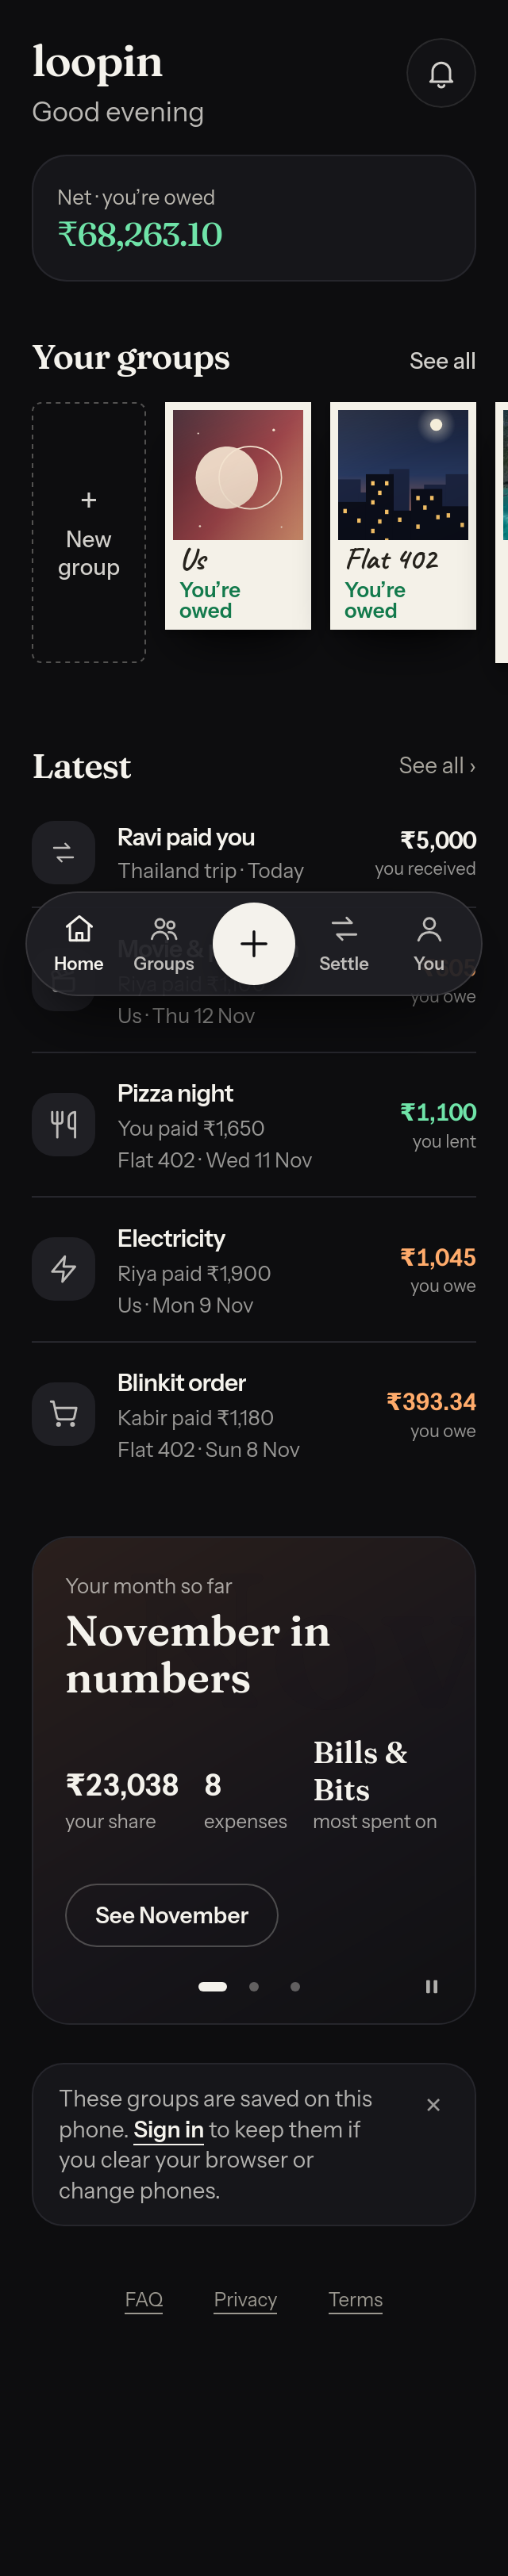 loopin
Good evening
Net · you’re owed
₹68,263.10
Your groups
See all
+
New
group
Us
You’re
owed
Flat 402
You’re
owed
Latest
See all ›
Ravi paid you
₹5,000
Thailand trip · Today
you received
Home
Groups
Settle
You
you owe
Us · Thu 12 Nov
Pizza night
You paid ₹1,650
Flat 402 · Wed 11 Nov
₹1,100
you lent
Electricity
Riya paid ₹1,900
Us · Mon 9 Nov
₹1,045
you owe
Blinkit order
Kabir paid ₹1,180
Flat 402 · Sun 8 Nov
₹393.34
you owe
Your month so far
November in
numbers
₹23,038
your share
8
expenses
Bills &
Bits
most spent on
See November
These groups are saved on this
phone. Sign in to keep them if
you clear your browser or
change phones.
FAQ
Privacy
Terms